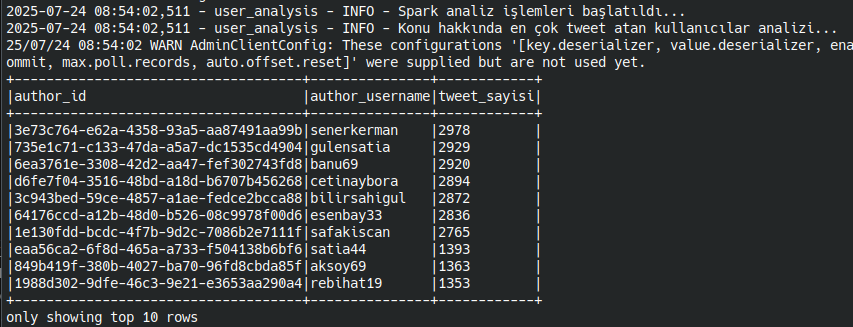 2025-07-24 08:54:02,511 - user_analysis - INFO - Spark analiz işlemleri başlatıldı...
2025-07-24 08:54:02,511 - user_analysis - INFO - Konu hakkında en çok tweet atan kullanıcılar analizi...
25/07/24 08:54:02 WARN AdminClientConfig: These configurations '[key.deserializer, value.deserializer, ena
ommit, max.poll.records, auto.offset.reset]' were supplied but are not used yet.
+------------------------------------+---------------+------------+
|author_id                           |author_username|tweet_sayisi|
+------------------------------------+---------------+------------+
|3e73c764-e62a-4358-93a5-aa87491aa99b|senerkerman    |2978        |
|735e1c71-c133-47da-a5a7-dc1535cd4904|gulensatia     |2929        |
|6ea3761e-3308-42d2-aa47-fef302743fd8|banu69         |2920        |
|d6fe7f04-3516-48bd-a18d-b6707b456268|cetinaybora    |2894        |
|3c943bed-59ce-4857-a1ae-fedce2bcca88|bilirsahigul   |2872        |
|64176ccd-a12b-48d0-b526-08c9978f00d6|esenbay33      |2836        |
|1e130fdd-bcdc-4f7b-9d2c-7086b2e7111f|safakiscan     |2765        |
|eaa56ca2-6f8d-465a-a733-f504138b6bf6|satia44        |1393        |
|849b419f-380b-4027-ba70-96fd8cbda85f|aksoy69        |1363        |
|1988d302-9dfe-46c3-9e21-e3653aa290a4|rebihat19      |1353        |
+------------------------------------+---------------+------------+
only showing top 10 rows